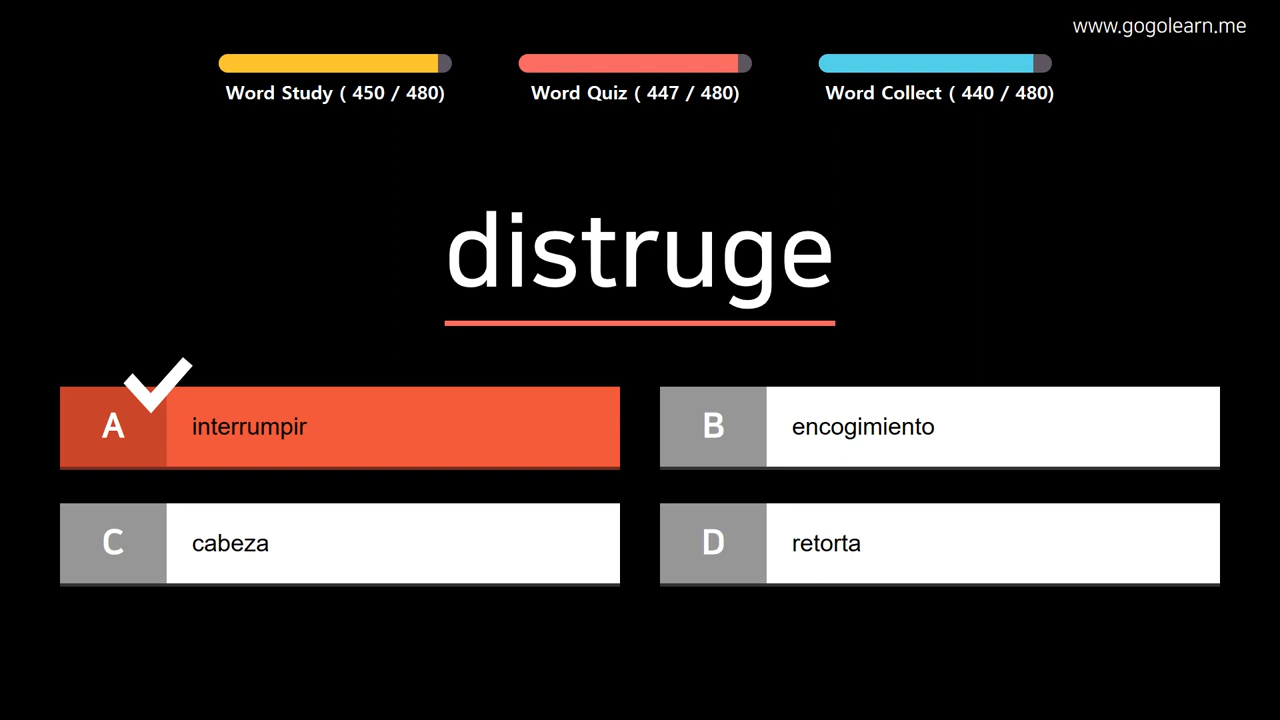 www.gogolearn.me
Word Study ( 450 / 480)
Word Quiz ( 447 / 480)
Word Collect ( 440 / 480)
distruge
A interrumpir
B encogimiento
C cabeza
D retorta